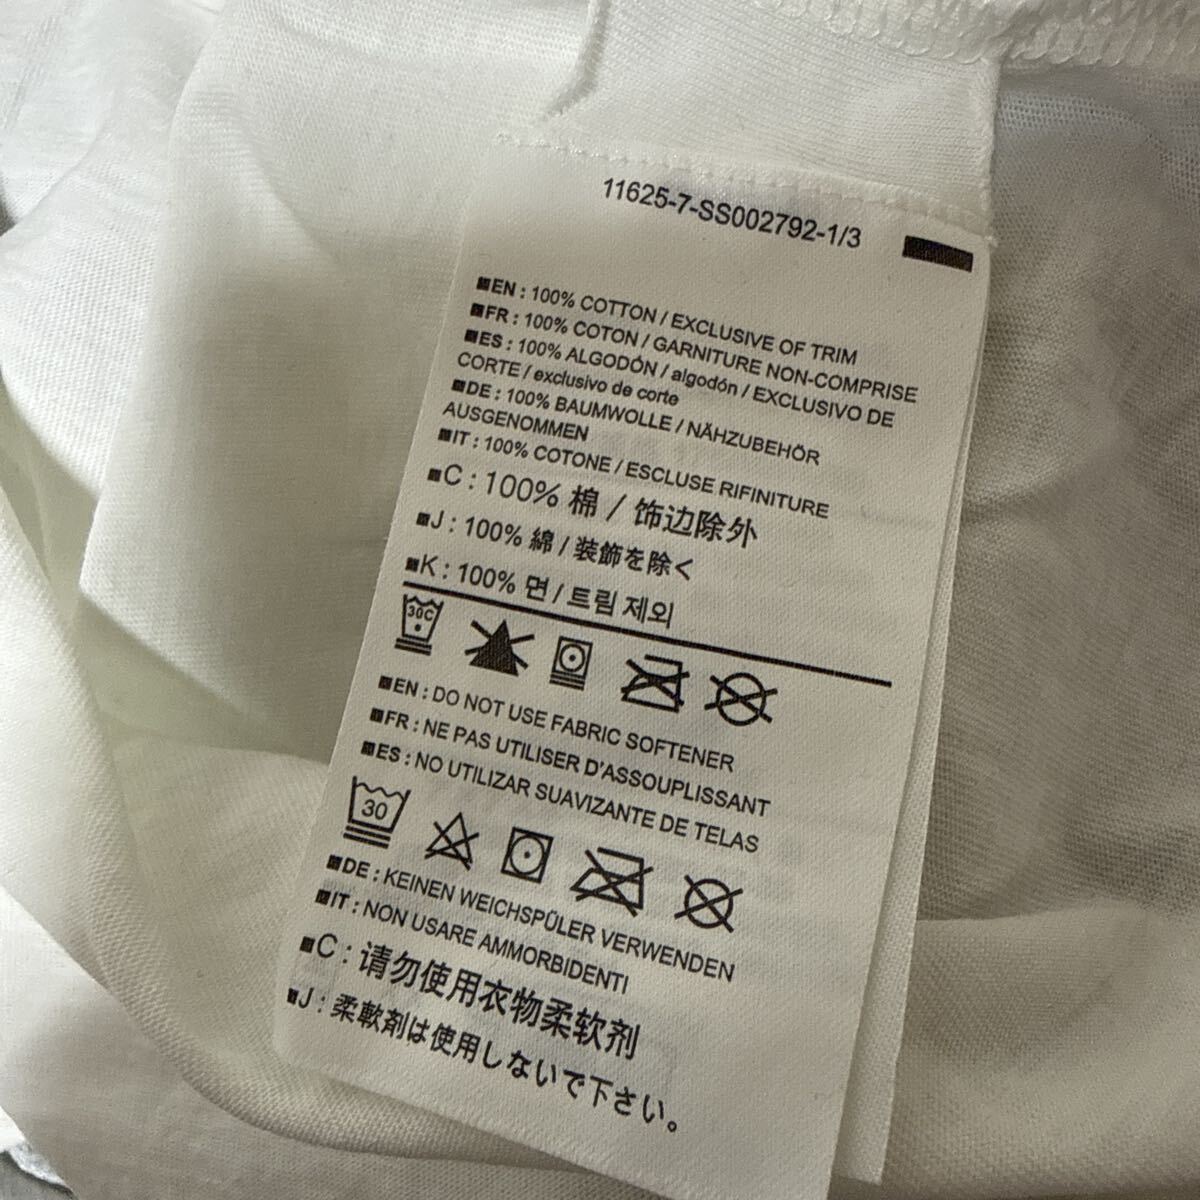 11625-7-SS002792-1/3
■EN : 100% COTTON / EXCLUSIVE OF TRIM
■FR : 100% COTON / GARNITURE NON-COMPRISE
■ES : 100% ALGODÓN / algodón / EXCLUSIVO DE
CORTE / exclusivo de corte
■DE : 100% BAUMWOLLE / NÄHZUBEHÖR
AUSGENOMMEN
■IT : 100% COTONE / ESCLUSE RIFINITURE
■C : 100% 棉 / 饰边除外
■J : 100% 綿 / 装飾を除く
■K : 100% 면 / 트림 제외
30C
■EN : DO NOT USE FABRIC SOFTENER
■FR : NE PAS UTILISER D'ASSOUPLISSANT
■ES : NO UTILIZAR SUAVIZANTE DE TELAS
30
■DE : KEINEN WEICHSPÜLER VERWENDEN
■IT : NON USARE AMMORBIDENTI
■C : 请勿使用衣物柔软剂
■J : 柔軟剤は使用しないで下さい。